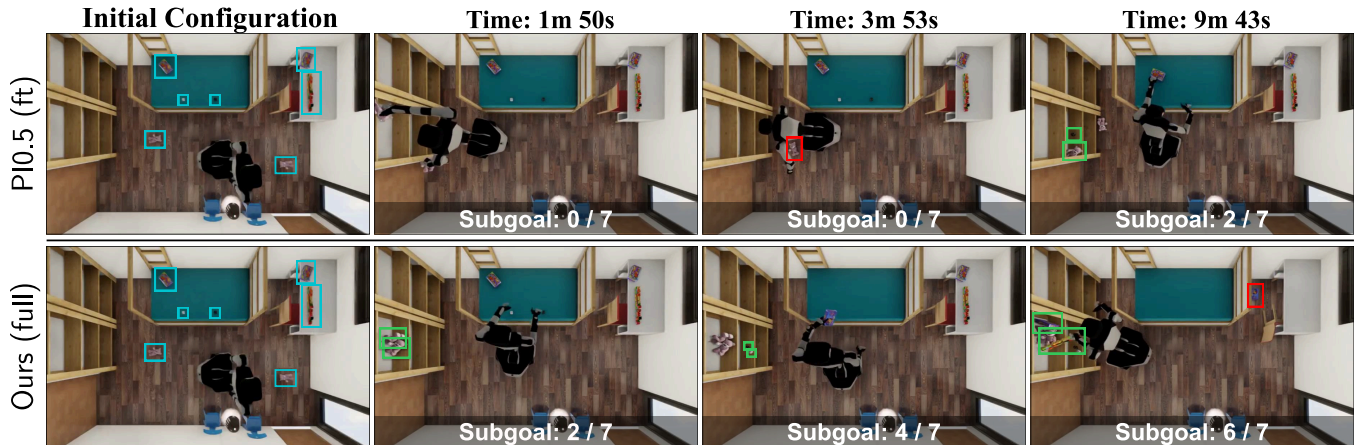 Initial Configuration
Time: 1m 50s
Time: 3m 53s
Time: 9m 43s
PI0.5 (ft)
Subgoal: 0 / 7
Subgoal: 0 / 7
Subgoal: 2 / 7
Ours (full)
Subgoal: 2 / 7
Subgoal: 4 / 7
Subgoal: 6 / 7